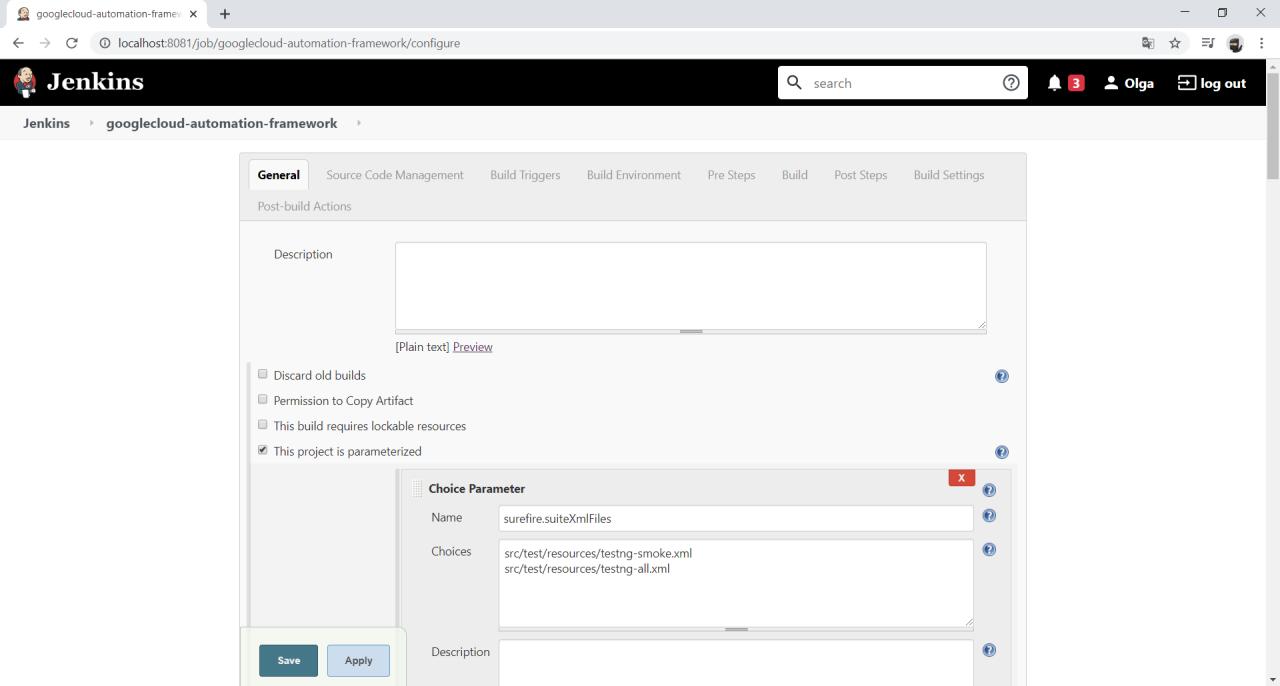 googlecloud-automation-framew
localhost:8081/job/googlecloud-automation-framework/configure
Jenkins
search
3
Olga
log out
Jenkins
googlecloud-automation-framework
General
Source Code Management
Build Triggers
Build Environment
Pre Steps
Build
Post Steps
Build Settings
Post-build Actions
Description
[Plain text] Preview
Discard old builds
Permission to Copy Artifact
This build requires lockable resources
This project is parameterized
X
Choice Parameter
Name
surefire.suiteXmlFiles
Choices
src/test/resources/testng-smoke.xml
src/test/resources/testng-all.xml
Description
Save
Apply